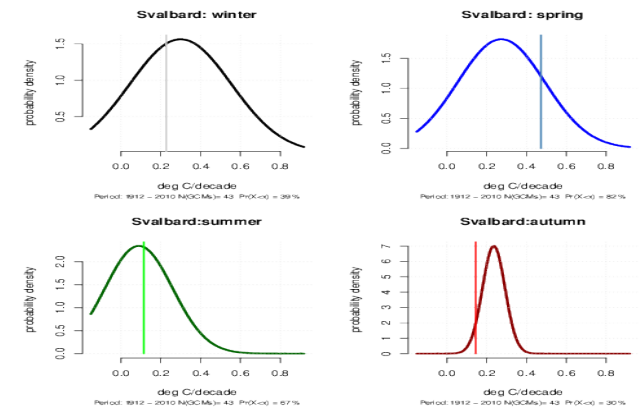 Svalbard: winter
probability density
0.5 1.0 1.5
0.0 0.2 0.4 0.6 0.8
deg C/decade
Period: 1912 – 2010 N(GCMs)= 43 Pr(X<x) = 39%
Svalbard: spring
probability density
0.0 0.5 1.0 1.5
0.0 0.2 0.4 0.6 0.8
deg C/decade
Period: 1912 – 2010 N(GCMs)= 43 Pr(X<x) = 82%
Svalbard:summer
probability density
0.0 0.5 1.0 1.5 2.0
0.0 0.2 0.4 0.6 0.8
deg C/decade
Period: 1912 – 2010 N(GCMs)= 43 Pr(X<x) = 67%
Svalbard:autumn
probability density
0 1 2 3 4 5 6 7
0.0 0.2 0.4 0.6 0.8
deg C/decade
Period: 1912 – 2010 N(GCMs)= 43 Pr(X<x) = 30%